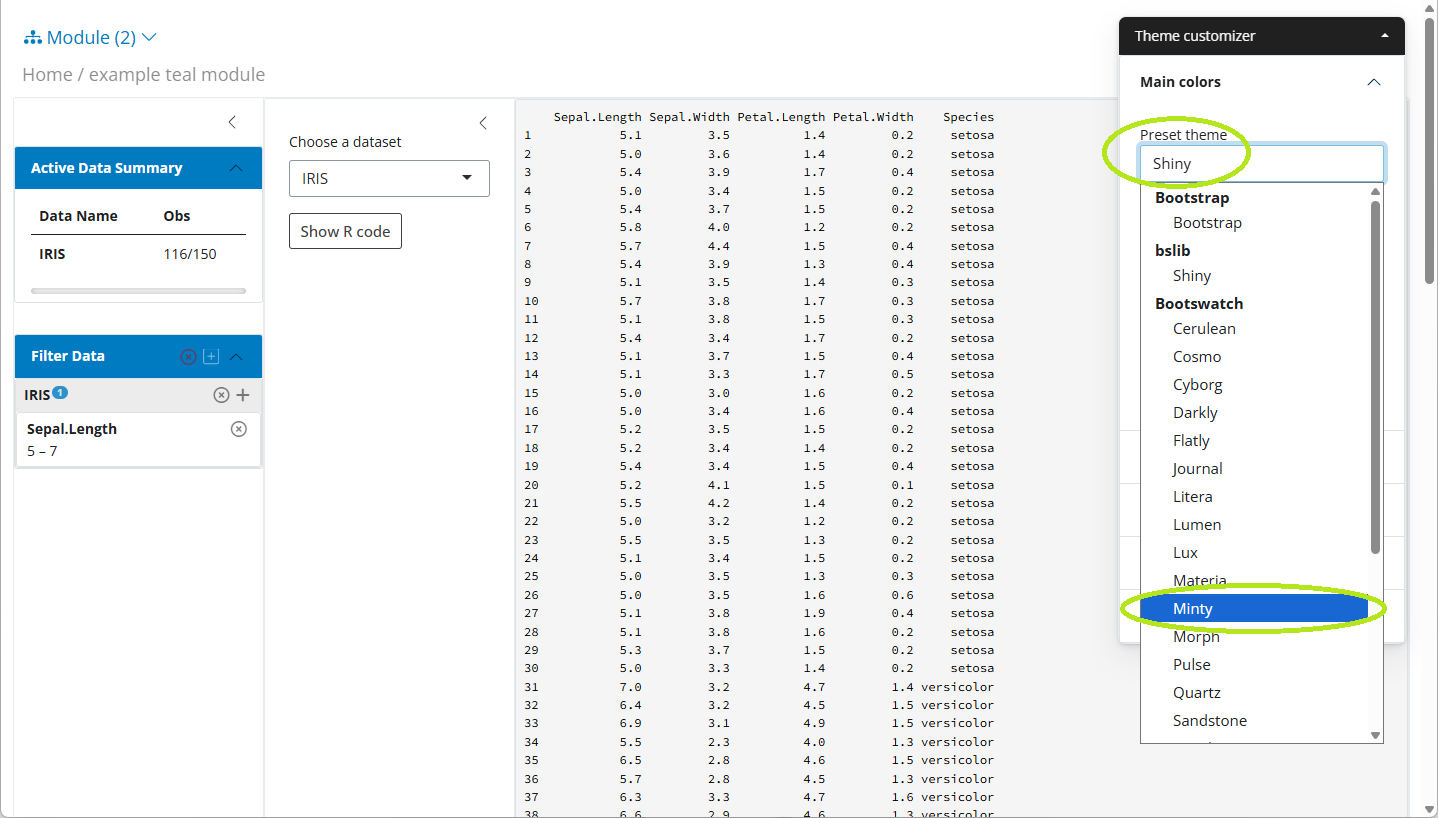 Module (2)
Home / example teal module
Active Data Summary
Data Name Obs
IRIS 116/150
Filter Data
IRIS 1
Sepal.Length
5 – 7
Choose a dataset
IRIS
Show R code
Sepal.Length Sepal.Width Petal.Length Petal.Width Species
1 5.1 3.5 1.4 0.2 setosa
2 5.0 3.6 1.4 0.2 setosa
3 5.4 3.9 1.7 0.4 setosa
4 5.0 3.4 1.5 0.2 setosa
5 5.4 3.7 1.5 0.2 setosa
6 5.8 4.0 1.2 0.2 setosa
7 5.7 4.4 1.5 0.4 setosa
8 5.4 3.9 1.3 0.4 setosa
9 5.1 3.5 1.4 0.3 setosa
10 5.7 3.8 1.7 0.3 setosa
11 5.1 3.8 1.5 0.3 setosa
12 5.4 3.4 1.7 0.2 setosa
13 5.1 3.7 1.5 0.4 setosa
14 5.1 3.3 1.7 0.5 setosa
15 5.0 3.0 1.6 0.2 setosa
16 5.0 3.4 1.6 0.4 setosa
17 5.2 3.5 1.5 0.2 setosa
18 5.2 3.4 1.4 0.2 setosa
19 5.4 3.4 1.5 0.4 setosa
20 5.2 4.1 1.5 0.1 setosa
21 5.5 4.2 1.4 0.2 setosa
22 5.0 3.2 1.2 0.2 setosa
23 5.5 3.5 1.3 0.2 setosa
24 5.1 3.4 1.5 0.2 setosa
25 5.0 3.5 1.3 0.3 setosa
26 5.0 3.5 1.6 0.6 setosa
27 5.1 3.8 1.9 0.4 setosa
28 5.1 3.8 1.6 0.2 setosa
29 5.3 3.7 1.5 0.2 setosa
30 5.0 3.3 1.4 0.2 setosa
31 7.0 3.2 4.7 1.4 versicolor
32 6.4 3.2 4.5 1.5 versicolor
33 6.9 3.1 4.9 1.5 versicolor
34 5.5 2.3 4.0 1.3 versicolor
35 6.5 2.8 4.6 1.5 versicolor
36 5.7 2.8 4.5 1.3 versicolor
37 6.3 3.3 4.7 1.6 versicolor
38 6.6 2.9 4.6 1.3 versicolor
Theme customizer
Main colors
Preset theme
Shiny
Bootstrap
Bootstrap
bslib
Shiny
Bootswatch
Cerulean
Cosmo
Cyborg
Darkly
Flatly
Journal
Litera
Lumen
Lux
Materia
Minty
Morph
Pulse
Quartz
Sandstone